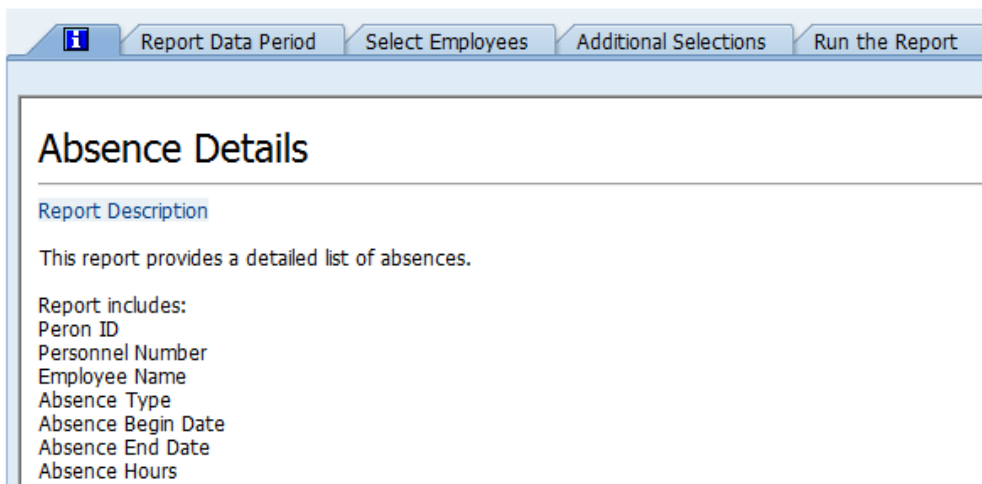 i Report Data Period Select Employees Additional Selections Run the Report
Absence Details
Report Description
This report provides a detailed list of absences.
Report includes:
Peron ID
Personnel Number
Employee Name
Absence Type
Absence Begin Date
Absence End Date
Absence Hours